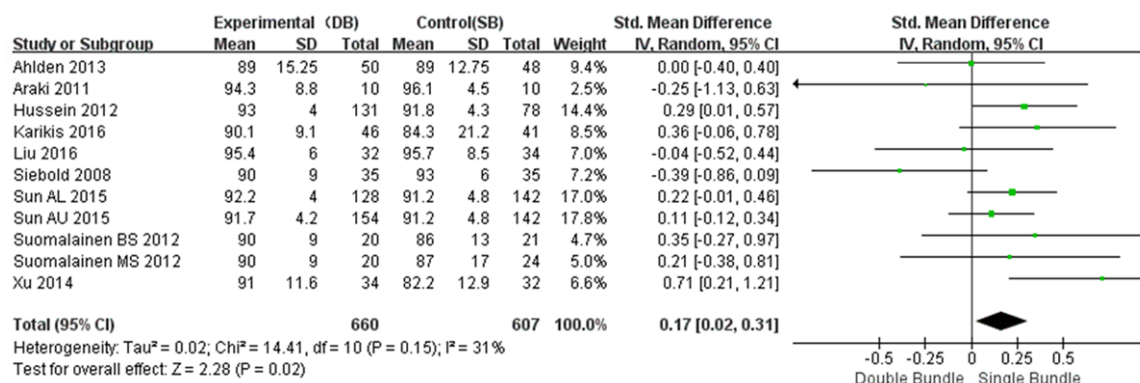 Experimental (DB) Control(SB) Std. Mean Difference Std. Mean Difference
Study or Subgroup Mean SD Total Mean SD Total Weight IV, Random, 95% CI IV, Random, 95% CI
Ahlden 2013 89 15.25 50 89 12.75 48 9.4% 0.00 [-0.40, 0.40]
Araki 2011 94.3 8.8 10 96.1 4.5 10 2.5% -0.25 [-1.13, 0.63]
Hussein 2012 93 4 131 91.8 4.3 78 14.4% 0.29 [0.01, 0.57]
Karikis 2016 90.1 9.1 46 84.3 21.2 41 8.5% 0.36 [-0.06, 0.78]
Liu 2016 95.4 6 32 95.7 8.5 34 7.0% -0.04 [-0.52, 0.44]
Siebold 2008 90 9 35 93 6 35 7.2% -0.39 [-0.86, 0.09]
Sun AL 2015 92.2 4 128 91.2 4.8 142 17.0% 0.22 [-0.01, 0.46]
Sun AU 2015 91.7 4.2 154 91.2 4.8 142 17.8% 0.11 [-0.12, 0.34]
Suomalainen BS 2012 90 9 20 86 13 21 4.7% 0.35 [-0.27, 0.97]
Suomalainen MS 2012 90 9 20 87 17 24 5.0% 0.21 [-0.38, 0.81]
Xu 2014 91 11.6 34 82.2 12.9 32 6.6% 0.71 [0.21, 1.21]
Total (95% CI) 660 607 100.0% 0.17 [0.02, 0.31]
Heterogeneity: Tau² = 0.02; Chi² = 14.41, df = 10 (P = 0.15); I² = 31%
Test for overall effect: Z = 2.28 (P = 0.02)
-0.5 -0.25 0 0.25 0.5
Double Bundle Single Bundle